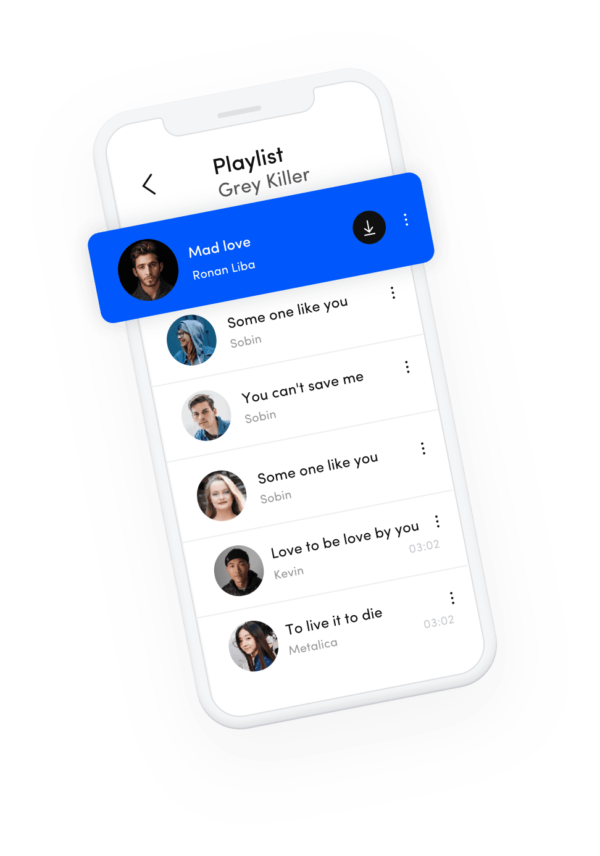 Playlist
Grey Killer
Mad love
Ronan Liba
Some one like you
Sobin
You can't save me
Sobin
Some one like you
Sobin
Love to be love by you
Kevin
03:02
To live it to die
Metalica
03:02